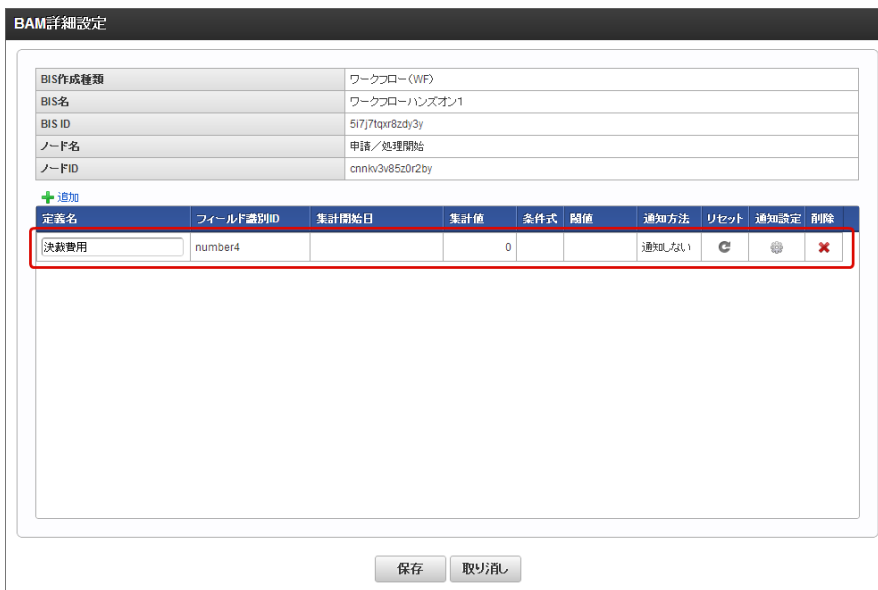 BAM詳細設定
BIS作成種類 ワークフロー(WF)
BIS名 ワークフローハンズオン1
BIS ID 5i7j7tqxr8zdy3y
ノード名 申請／処理開始
ノードID cnnkv3v85z0r2by
追加
定義名 フィールド識別ID 集計開始日 集計値 条件式 閾値 通知方法 リセット 通知設定 削除
決裁費用 number4 0 通知しない
保存 取り消し